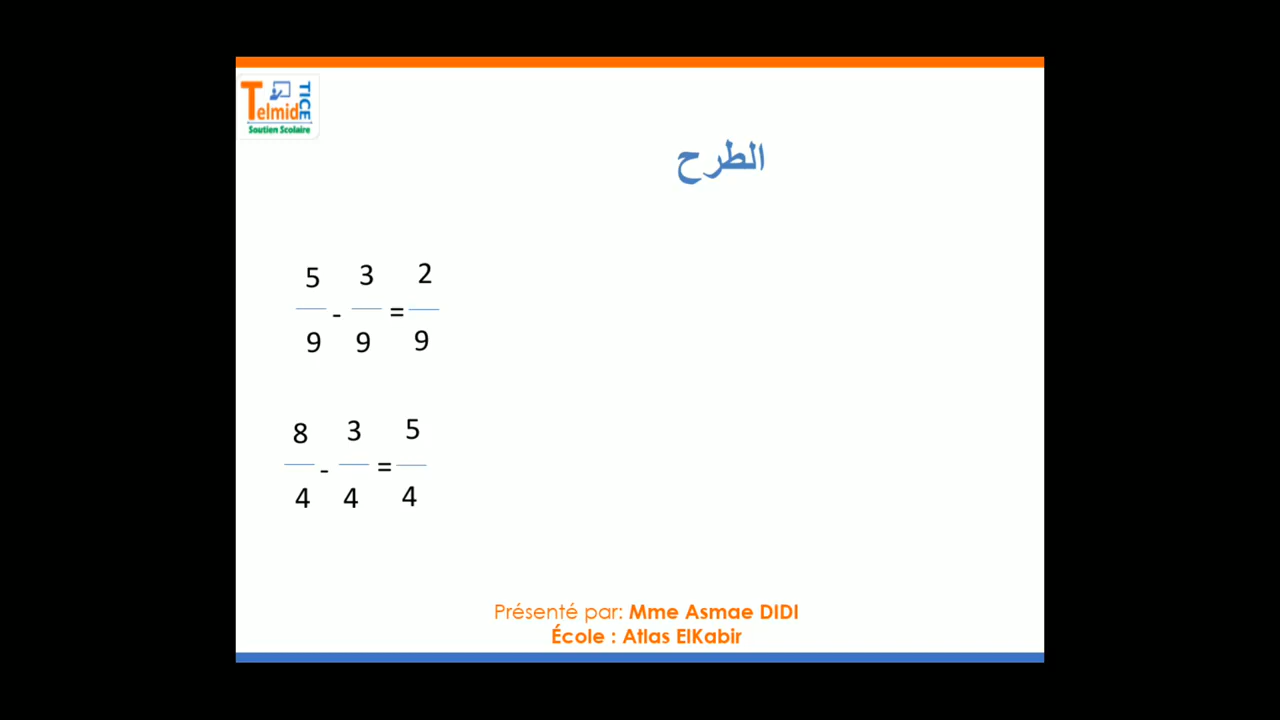 Telmid TICE
Soutien Scolaire
الطرح
5/9 - 3/9 = 2/9
8/4 - 3/4 = 5/4
Présenté par: Mme Asmae DIDI
École : Atlas ElKabir